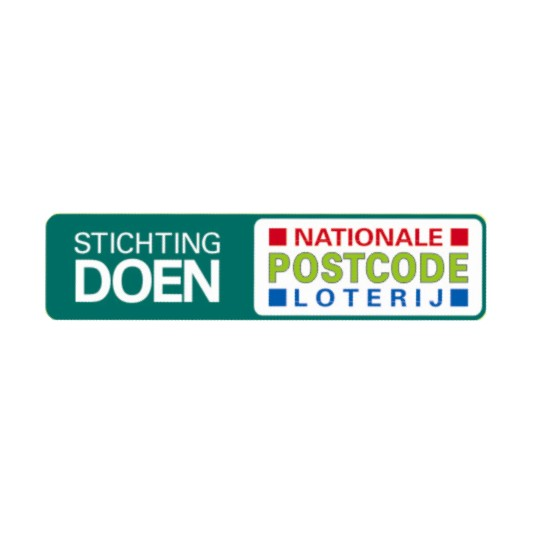 STICHTING
DOEN
NATIONALE
POSTCODE
LOTERIJ